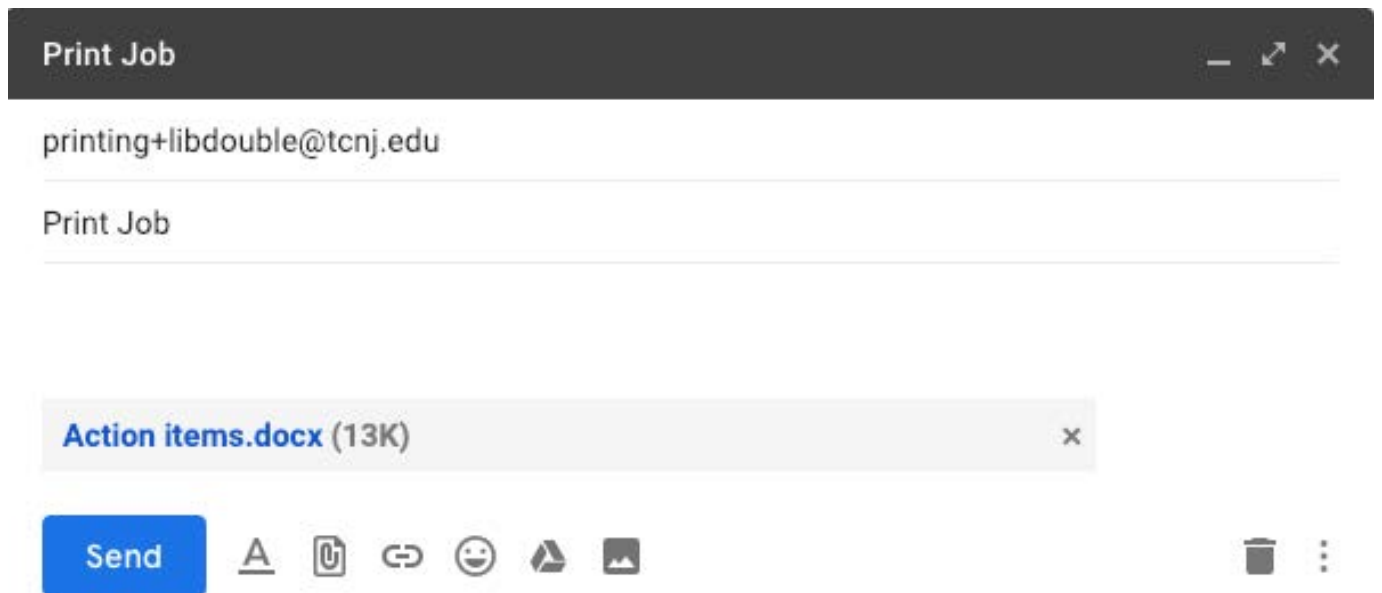 Print Job
printing+libdouble@tcnj.edu
Print Job
Action items.docx (13K)
Send